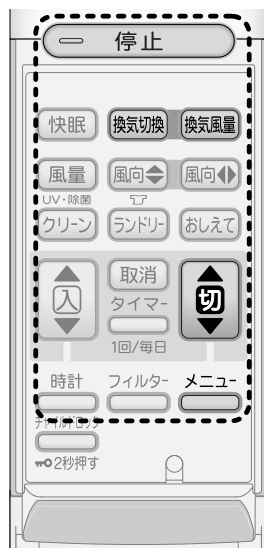 停止
快眠 換気切換 換気風量
風量 風向 風向
UV・除菌
クリーン ランドリー おしえて
入 取消 切
タイマー
1回/毎日
時計 フィルター メニュー
チャイルドロック
2秒押す